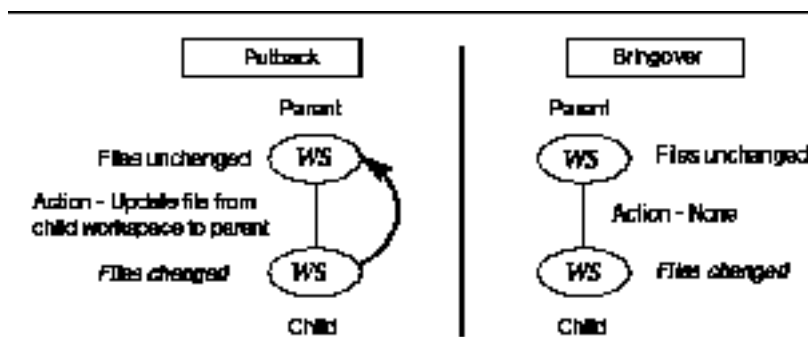 Putback
Parent
Files unchanged
WS
Action - Update file from
child workspace to parent
Files changed
WS
Child
Bringover
Parent
WS
Files unchanged
Action - None
WS
Files changed
Child